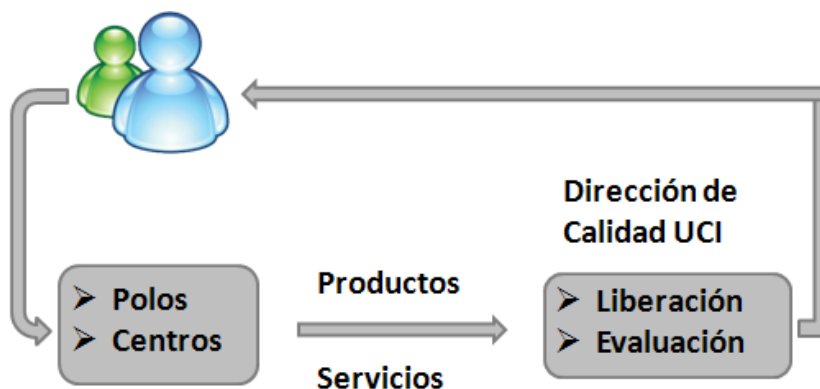 Dirección de
Calidad UCI
➢ Polos
➢ Centros
Productos
Servicios
➢ Liberación
➢ Evaluación